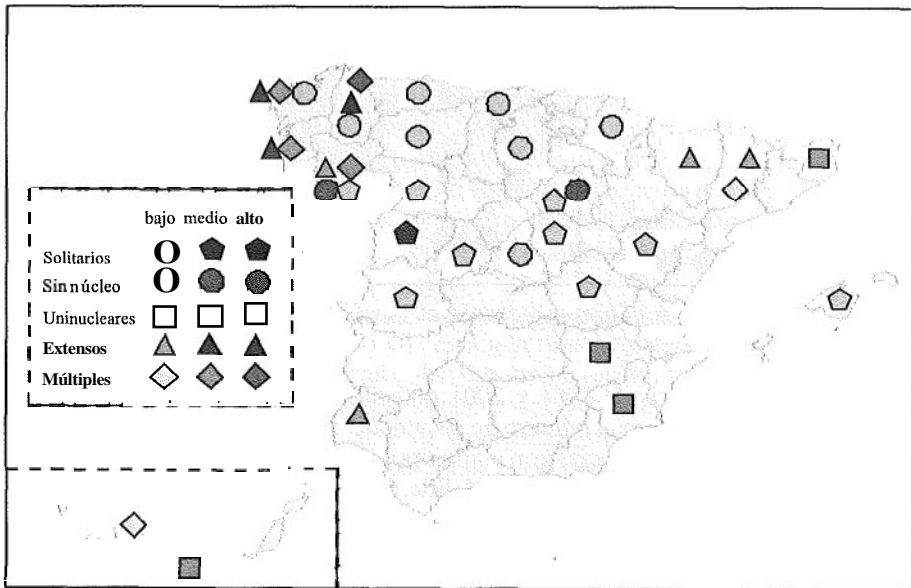 bajo medio alto
Solitarios
Sin núcleo
Uninucleares
Extensos
Múltiples